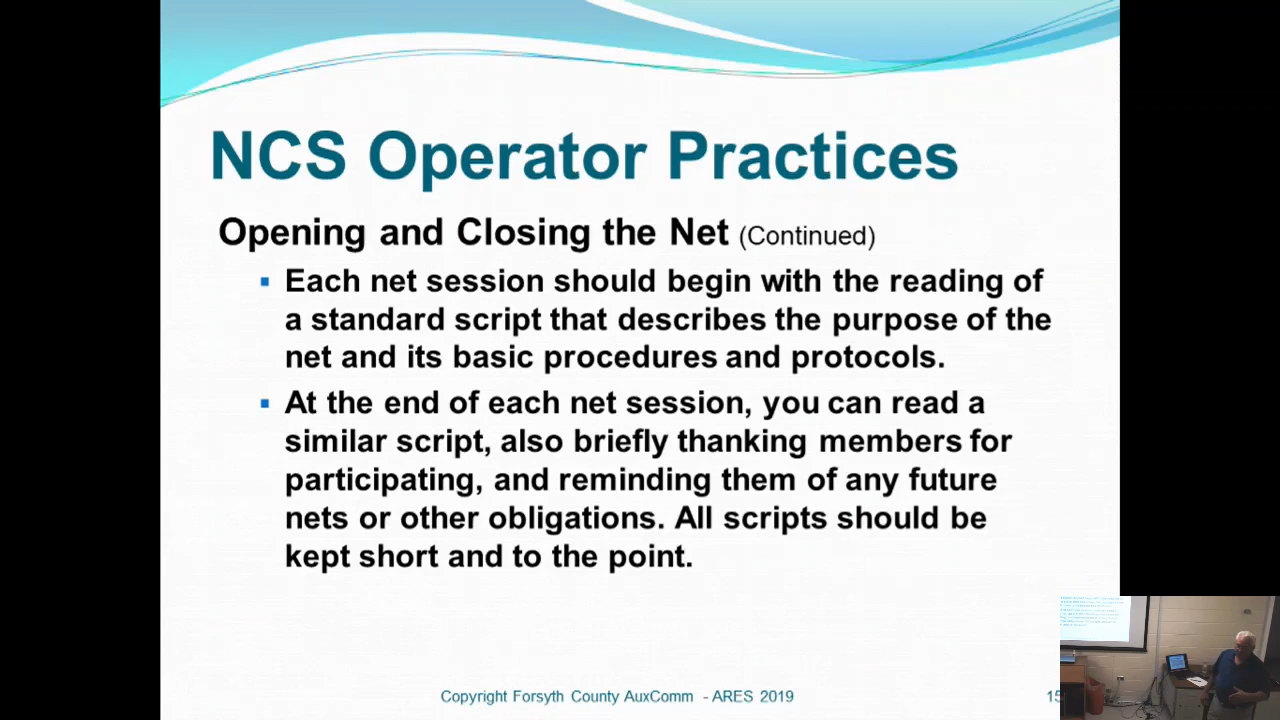 NCS Operator Practices
Opening and Closing the Net (Continued)
▪ Each net session should begin with the reading of
a standard script that describes the purpose of the
net and its basic procedures and protocols.
▪ At the end of each net session, you can read a
similar script, also briefly thanking members for
participating, and reminding them of any future
nets or other obligations. All scripts should be
kept short and to the point.
Copyright Forsyth County AuxComm - ARES 2019
15